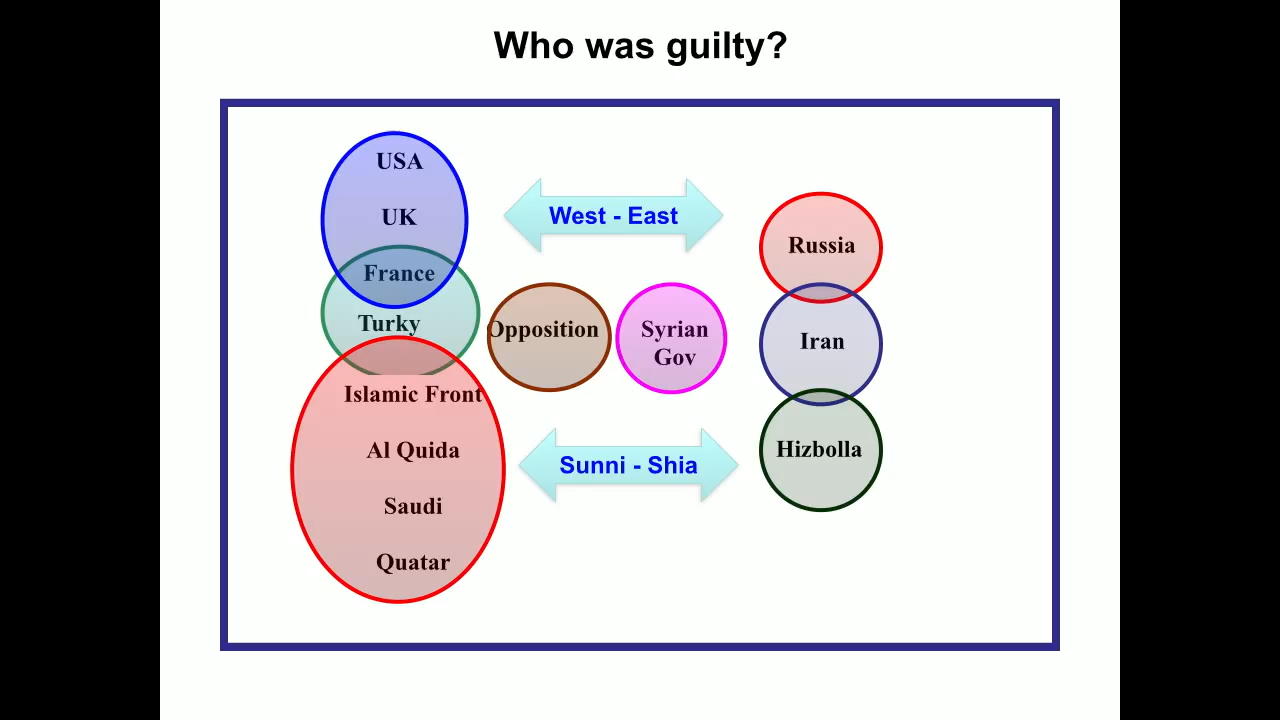 Who was guilty?
USA
UK
France
Turky
Islamic Front
Al Quida
Saudi
Quatar
West - East
Opposition
Syrian
Gov
Sunni - Shia
Russia
Iran
Hizbolla